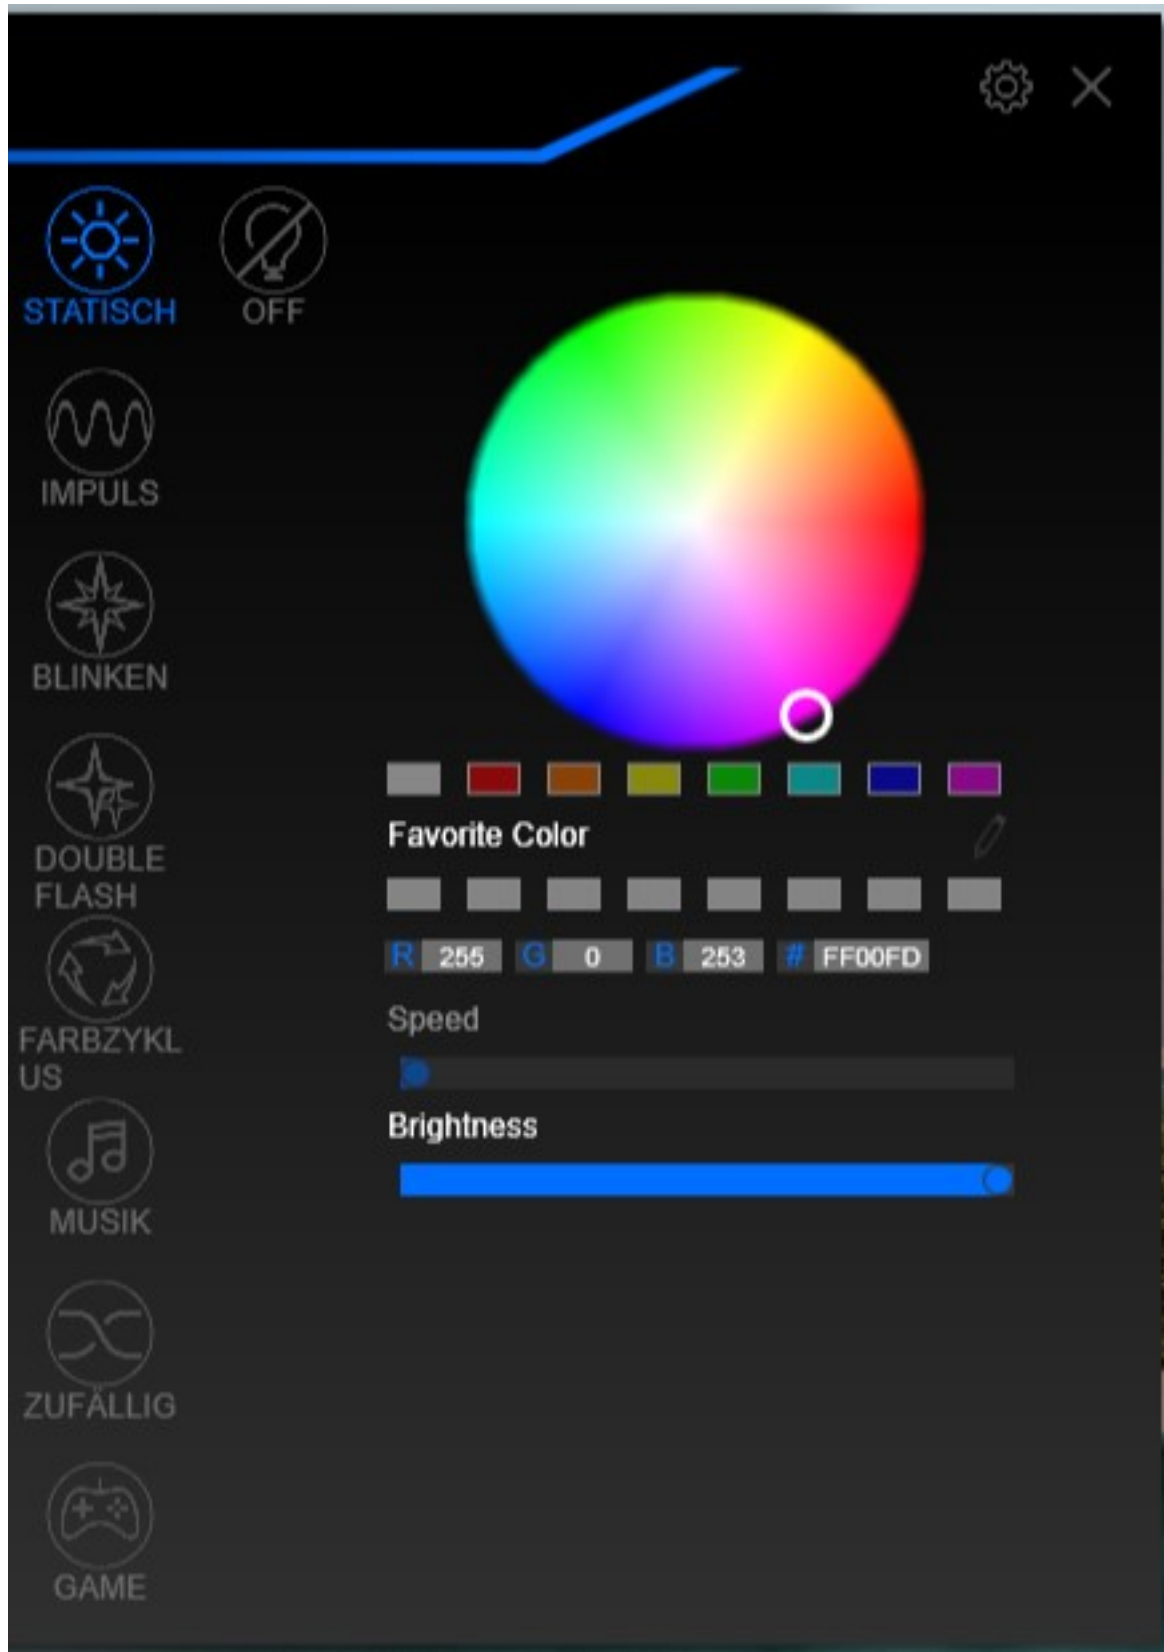 STATISCH OFF
IMPULS
BLINKEN
DOUBLE
FLASH
FARBZYKL
US
MUSIK
ZUFÄLLIG
GAME
Favorite Color
R 255 G 0 B 253 # FF00FD
Speed
Brightness